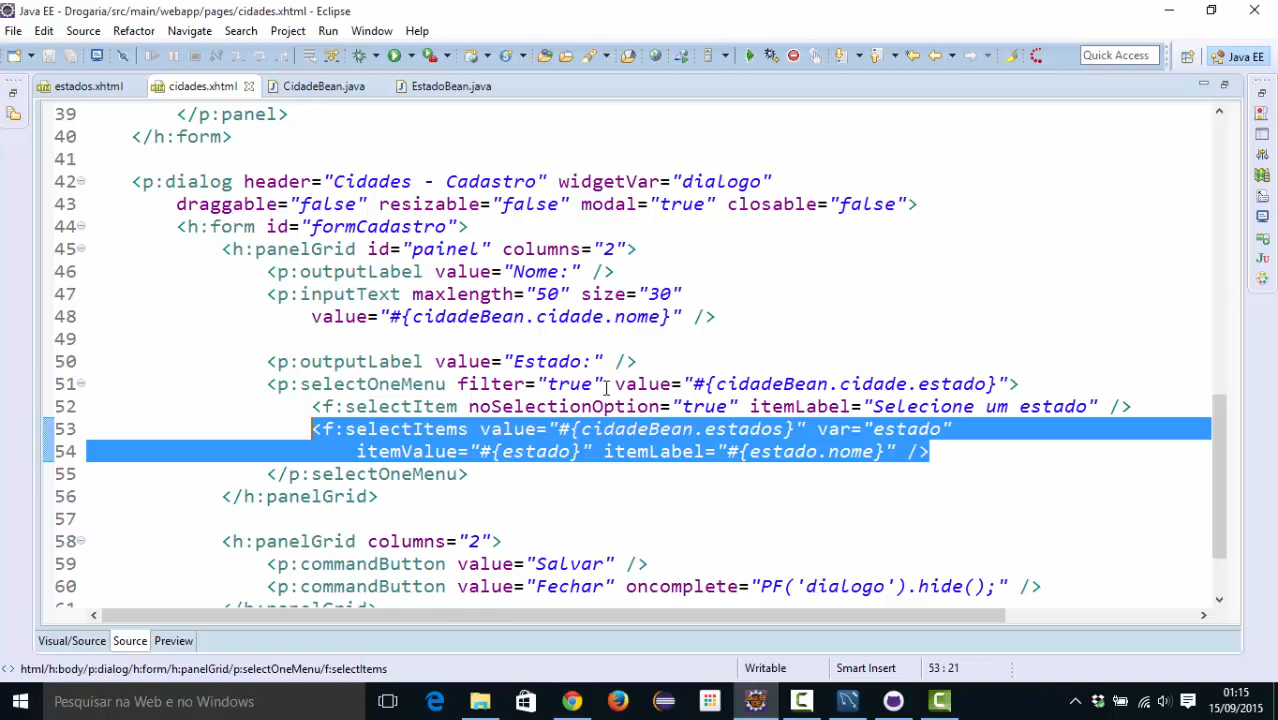 Java EE - Drogaria/src/main/webapp/pages/cidades.xhtml - Eclipse
File Edit Source Refactor Navigate Search Project Run Window Help
Quick Access Java EE
estados.xhtml cidades.xhtml CidadeBean.java EstadoBean.java
39 </p:panel>
40 </h:form>
41
42 <p:dialog header="Cidades - Cadastro" widgetVar="dialogo"
43 draggable="false" resizable="false" modal="true" closable="false">
44 <h:form id="formCadastro">
45 <h:panelGrid id="painel" columns="2">
46 <p:outputLabel value="Nome:" />
47 <p:inputText maxlength="50" size="30"
48 value="#{cidadeBean.cidade.nome}" />
49
50 <p:outputLabel value="Estado:" />
51 <p:selectOneMenu filter="true" value="#{cidadeBean.cidade.estado}">
52 <f:selectItem noSelectionOption="true" itemLabel="Selecione um estado" />
53 <f:selectItems value="#{cidadeBean.estados}" var="estado"
54 itemValue="#{estado}" itemLabel="#{estado.nome}" />
55 </p:selectOneMenu>
56 </h:panelGrid>
57
58 <h:panelGrid columns="2">
59 <p:commandButton value="Salvar" />
60 <p:commandButton value="Fechar" oncomplete="PF('dialogo').hide();" />
61 </h:panelGrid>
Visual/Source Source Preview
html/h:body/p:dialog/h:form/h:panelGrid/p:selectOneMenu/f:selectItems Writable Smart Insert 53 : 21
Pesquisar na Web e no Windows 01:15
15/09/2015